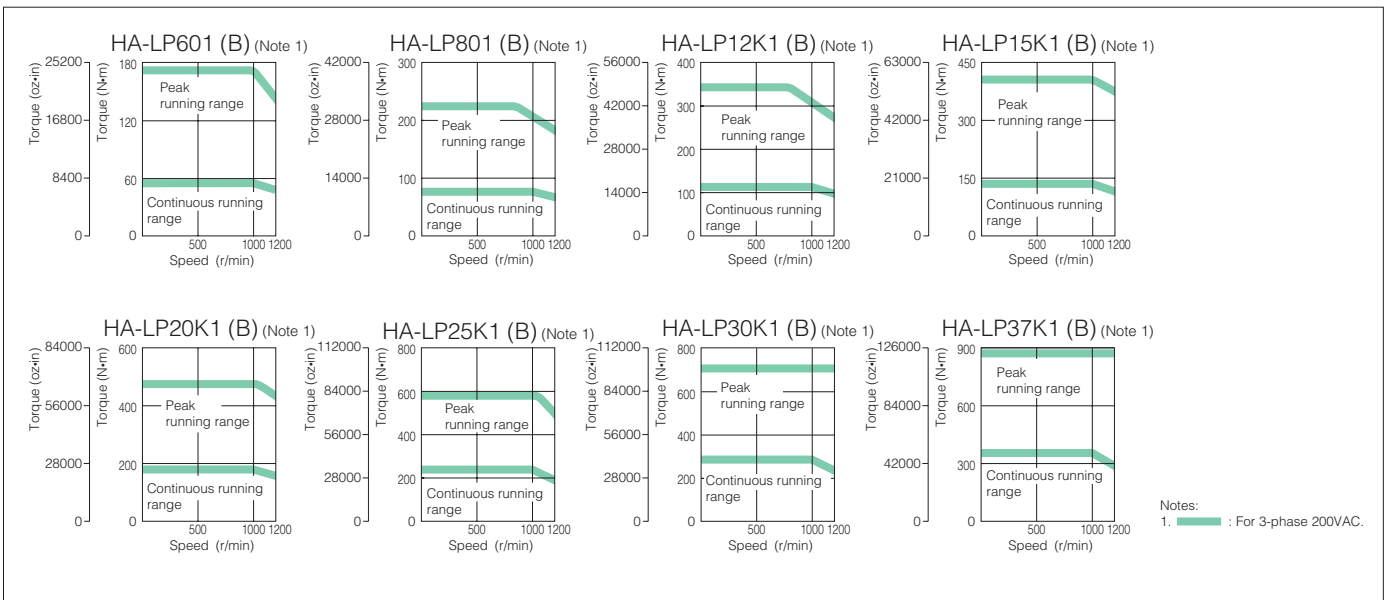 HA-LP601 (B) (Note 1)
Torque (oz•in)
25200
16800
8400
0
Torque (N•m)
180
120
60
0
Peak
running range
Continuous running
range
500
1000
1200
Speed (r/min)
HA-LP801 (B) (Note 1)
Torque (oz•in)
42000
28000
14000
0
Torque (N•m)
300
200
100
0
Peak
running range
Continuous running
range
500
1000
1200
Speed (r/min)
HA-LP12K1 (B) (Note 1)
Torque (oz•in)
56000
42000
28000
14000
0
Torque (N•m)
400
300
200
100
0
Peak
running range
Continuous running
range
500
1000
1200
Speed (r/min)
HA-LP15K1 (B) (Note 1)
Torque (oz•in)
63000
42000
21000
0
Torque (N•m)
450
300
150
0
Peak
running range
Continuous running
range
500
1000
1200
Speed (r/min)
HA-LP20K1 (B) (Note 1)
Torque (oz•in)
84000
56000
28000
0
Torque (N•m)
600
400
200
0
Peak
running range
Continuous running
range
500
1000
1200
Speed (r/min)
HA-LP25K1 (B) (Note 1)
Torque (oz•in)
112000
84000
56000
28000
0
Torque (N•m)
800
600
400
200
0
Peak
running range
Continuous running
range
500
1000
1200
Speed (r/min)
HA-LP30K1 (B) (Note 1)
Torque (oz•in)
112000
84000
56000
28000
0
Torque (N•m)
800
600
400
200
0
Peak
running range
Continuous running
range
500
1000
1200
Speed (r/min)
HA-LP37K1 (B) (Note 1)
Torque (oz•in)
126000
84000
42000
0
Torque (N•m)
900
600
300
0
Peak
running range
Continuous running
range
500
1000
1200
Speed (r/min)
Notes:
1. : For 3-phase 200VAC.